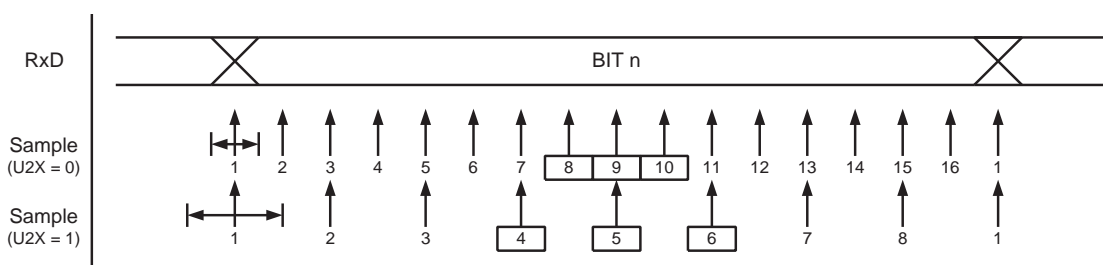 RxD BIT n
Sample
(U2X = 0)
1 2 3 4 5 6 7 8 9 10 11 12 13 14 15 16 1
Sample
(U2X = 1)
1 2 3 4 5 6 7 8 1